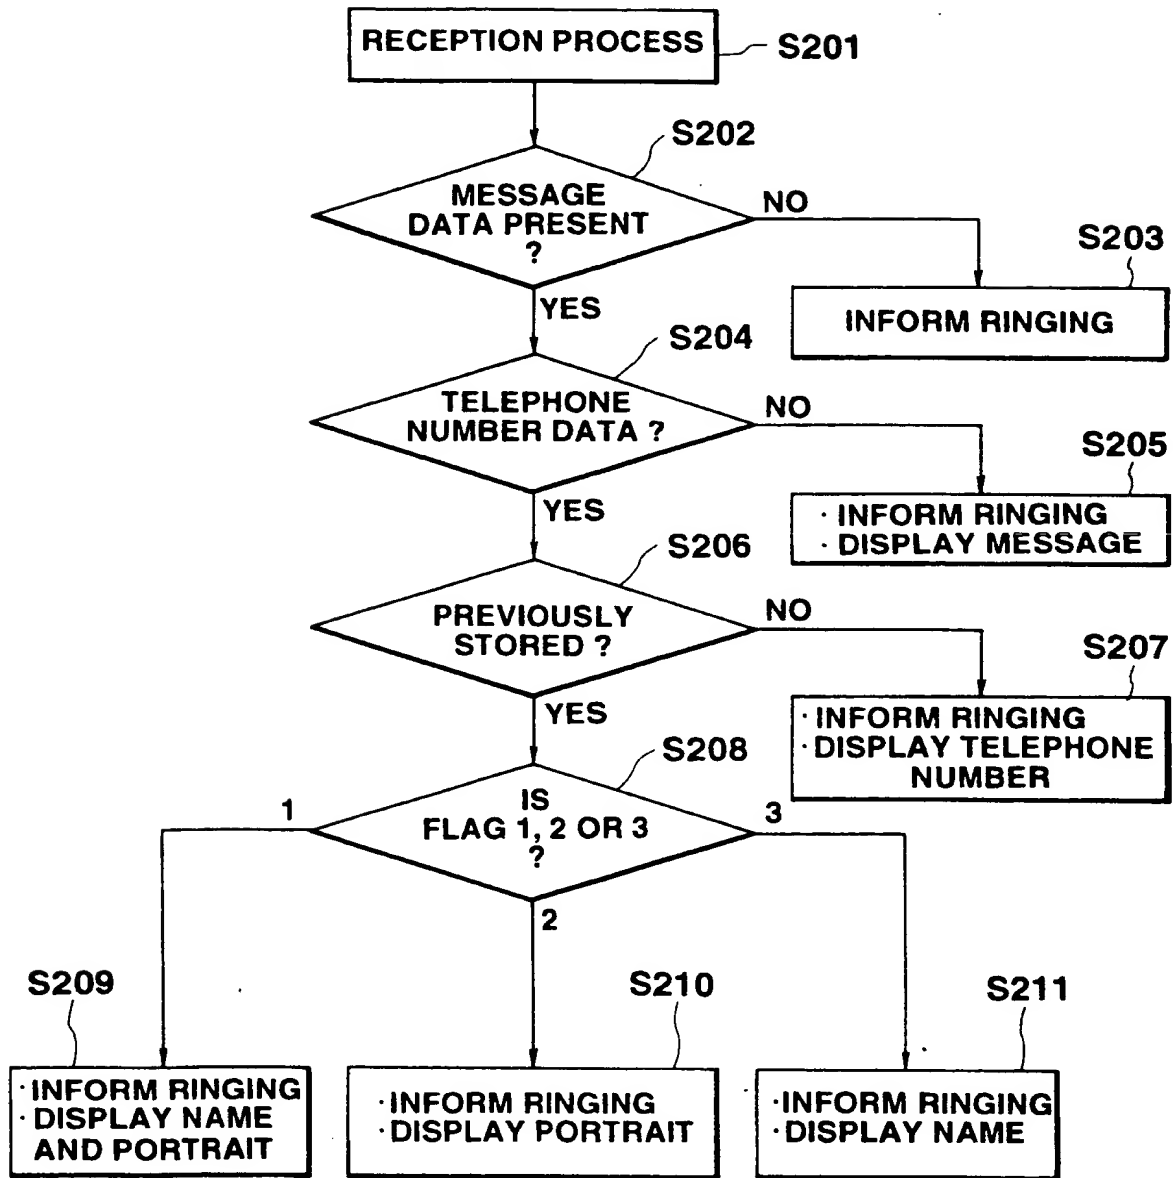 RECEPTION PROCESS
S201
S202
MESSAGE
DATA PRESENT
?
NO
S203
INFORM RINGING
YES
S204
TELEPHONE
NUMBER DATA ?
NO
S205
· INFORM RINGING
· DISPLAY MESSAGE
YES
S206
PREVIOUSLY
STORED ?
NO
S207
· INFORM RINGING
· DISPLAY TELEPHONE
NUMBER
YES
S208
IS
FLAG 1, 2 OR 3
?
1
3
2
S209
· INFORM RINGING
· DISPLAY NAME
AND PORTRAIT
S210
· INFORM RINGING
· DISPLAY PORTRAIT
S211
· INFORM RINGING
· DISPLAY NAME